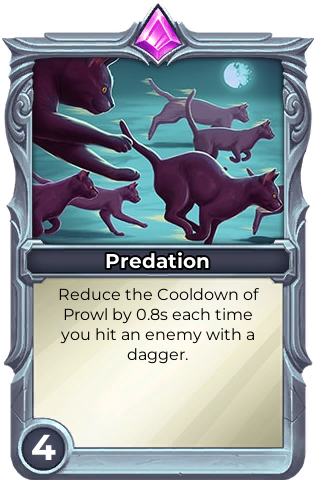 Predation
Reduce the Cooldown of
Prowl by 0.8s each time
you hit an enemy with a
dagger.
4